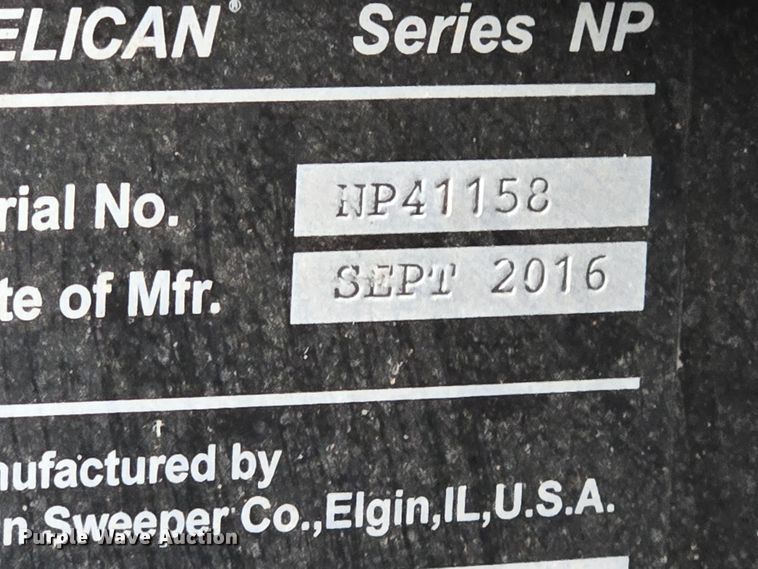 ELICAN® Series NP
rial No. NP41158
te of Mfr. SEPT 2016
nufactured by
n Sweeper Co.,Elgin,IL,U.S.A.
Purple Wave Auction